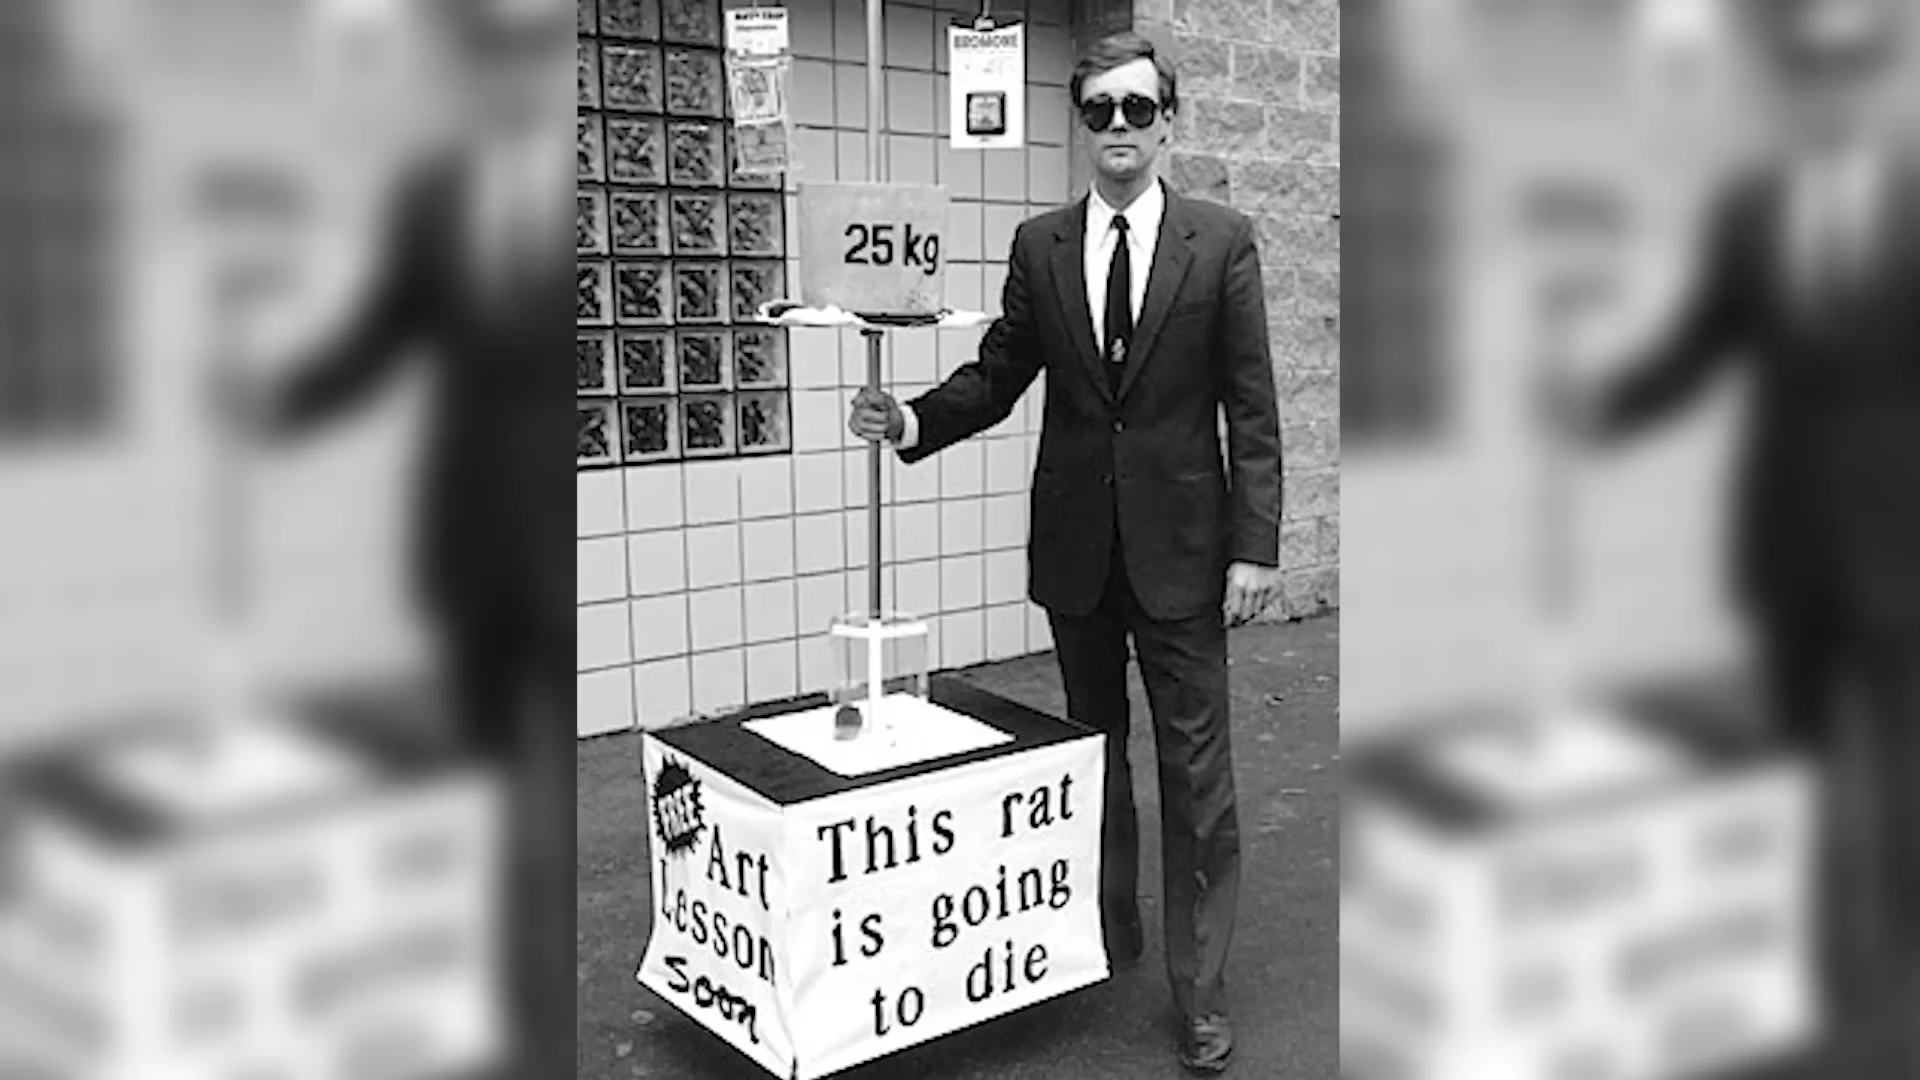 BROMONE
25 kg
FREE
Art
Lesson
Soon
This rat
is going
to die